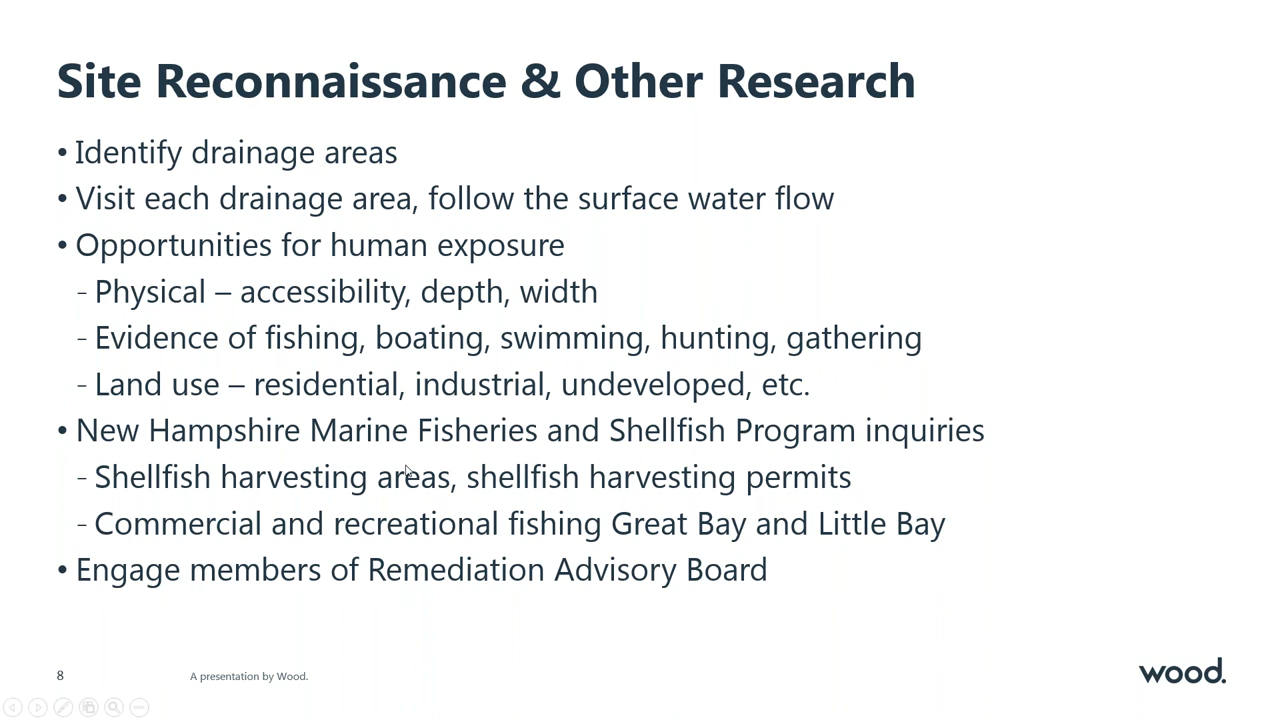 Site Reconnaissance & Other Research
• Identify drainage areas
• Visit each drainage area, follow the surface water flow
• Opportunities for human exposure
- Physical – accessibility, depth, width
- Evidence of fishing, boating, swimming, hunting, gathering
- Land use – residential, industrial, undeveloped, etc.
• New Hampshire Marine Fisheries and Shellfish Program inquiries
- Shellfish harvesting areas, shellfish harvesting permits
- Commercial and recreational fishing Great Bay and Little Bay
• Engage members of Remediation Advisory Board
8
A presentation by Wood.
wood.